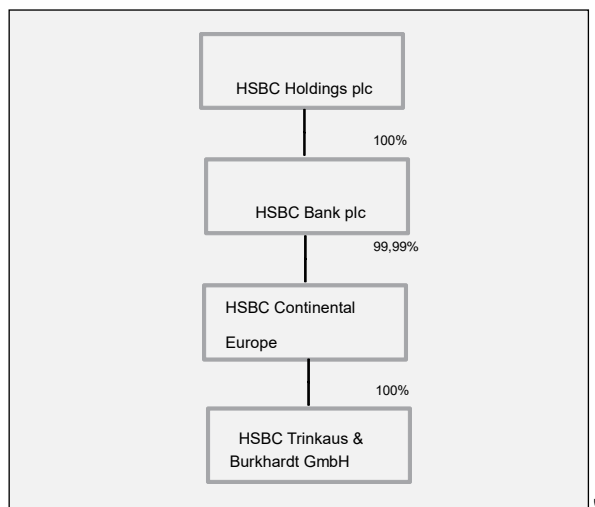 HSBC Holdings plc
100%
HSBC Bank plc
99,99%
HSBC Continental
Europe
100%
HSBC Trinkaus &
Burkhardt GmbH